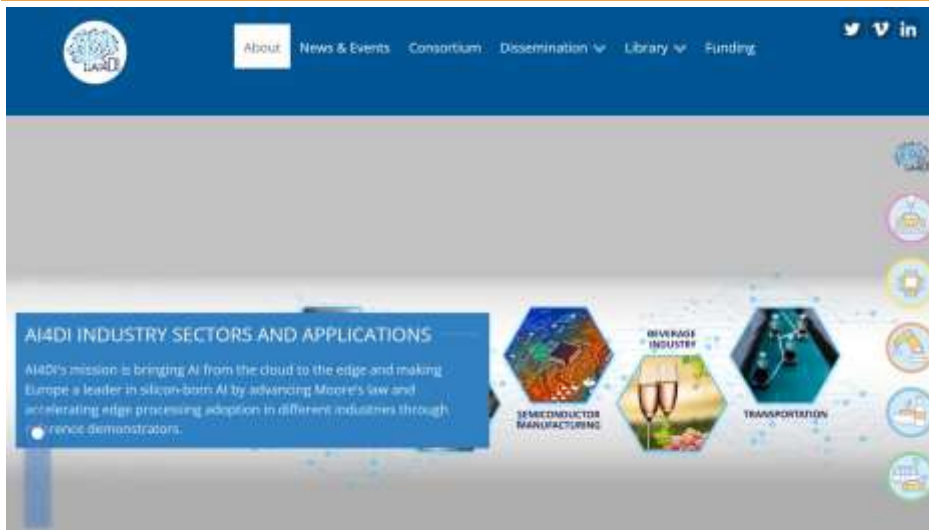 AI4DI
About News & Events Consortium Dissemination Library Funding
in
AI4DI INDUSTRY SECTORS AND APPLICATIONS
AI4DI's mission is bringing AI from the cloud to the edge and making
Europe a leader in silicon-born AI by advancing Moore's law and
accelerating edge processing adoption in different industries through
reference demonstrators.
SEMICONDUCTOR
MANUFACTURING
BEVERAGE
INDUSTRY
TRANSPORTATION